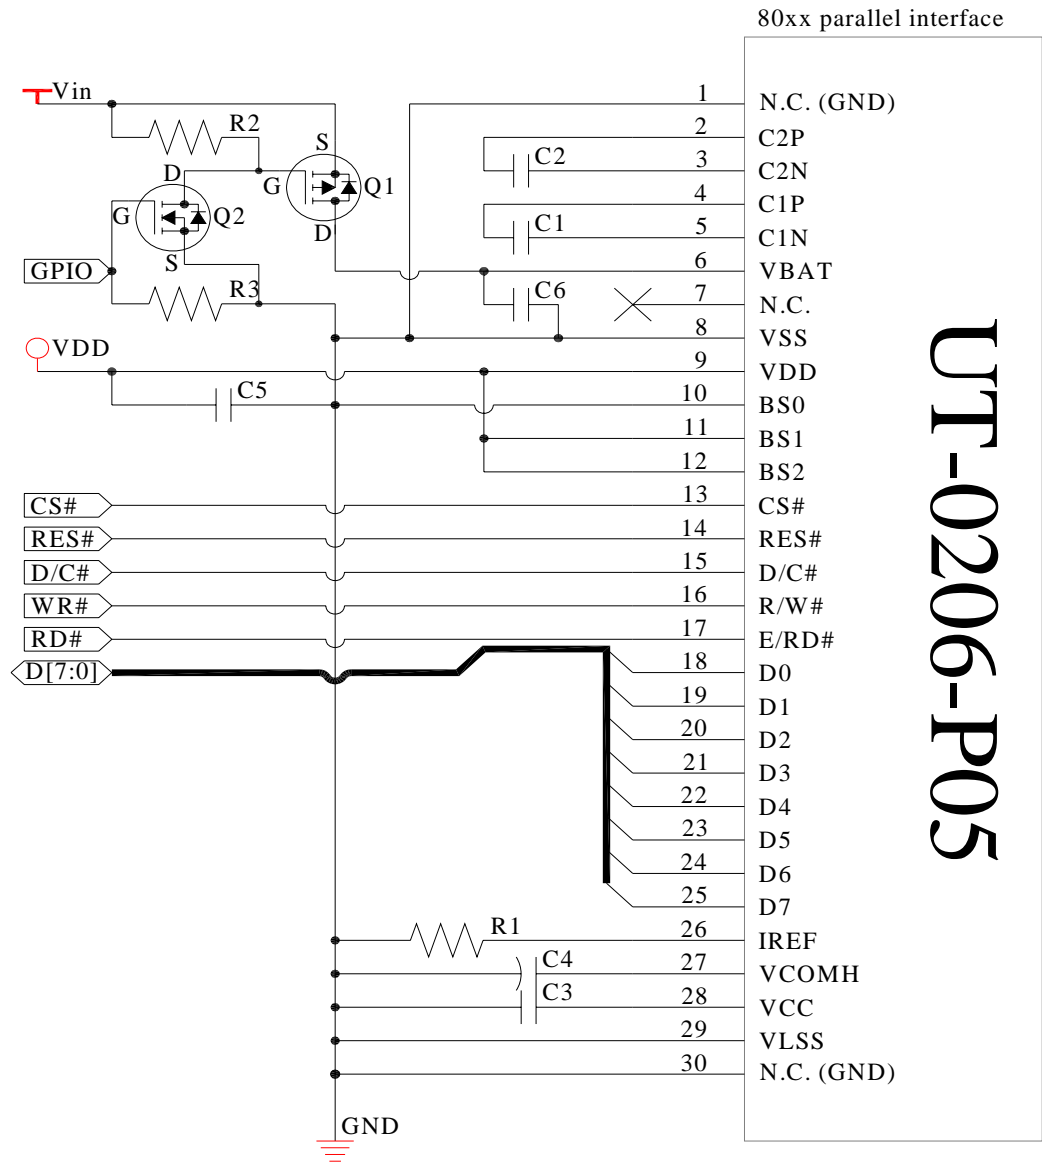 80xx parallel interface
Vin
R2
S
D
G
Q1
G
Q2
D
S
GPIO
R3
VDD
C5
C2
C1
C6
1 N.C. (GND)
2 C2P
3 C2N
4 C1P
5 C1N
6 VBAT
7 N.C.
8 VSS
9 VDD
10 BS0
11 BS1
12 BS2
CS# 13 CS#
RES# 14 RES#
D/C# 15 D/C#
WR# 16 R/W#
RD# 17 E/RD#
D[7:0] 18 D0
19 D1
20 D2
21 D3
22 D4
23 D5
24 D6
25 D7
R1 26 IREF
C4 27 VCOMH
C3 28 VCC
29 VLSS
30 N.C. (GND)
GND
UT-0206-P05